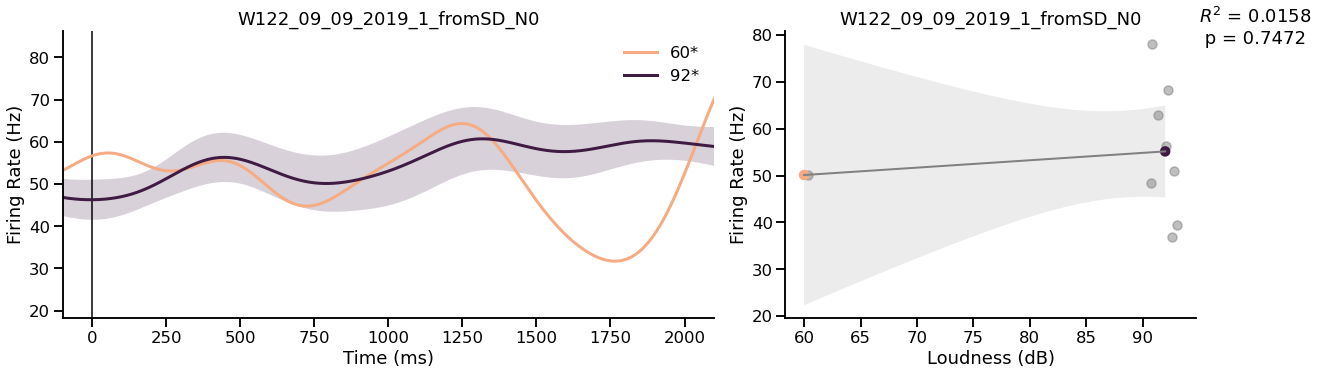 W122_09_09_2019_1_fromSD_N0
60*
92*
80
70
60
50
40
30
20
Firing Rate (Hz)
0 250 500 750 1000 1250 1500 1750 2000
Time (ms)
W122_09_09_2019_1_fromSD_N0
R² = 0.0158
p = 0.7472
80
70
60
50
40
30
20
Firing Rate (Hz)
60 65 70 75 80 85 90
Loudness (dB)